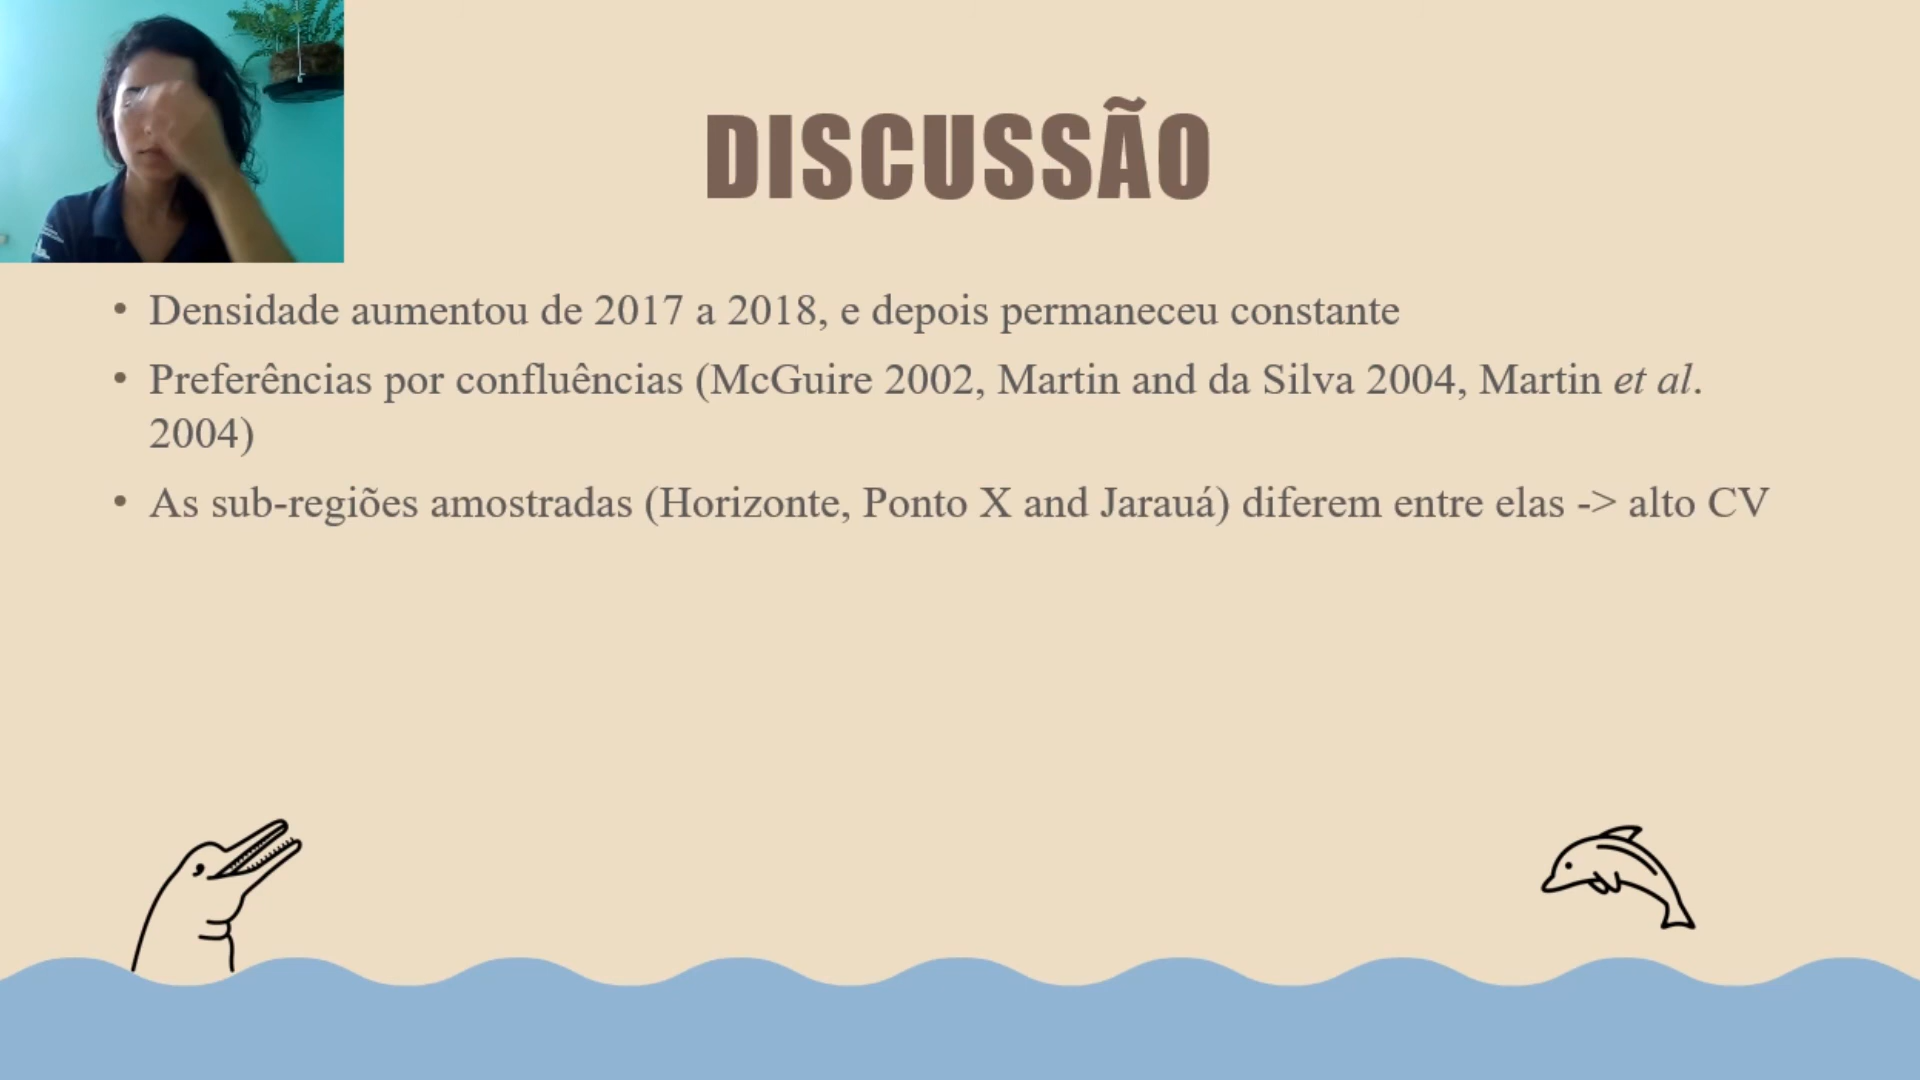 DISCUSSÃO
• Densidade aumentou de 2017 a 2018, e depois permaneceu constante
• Preferências por confluências (McGuire 2002, Martin and da Silva 2004, Martin et al.
2004)
• As sub-regiões amostradas (Horizonte, Ponto X and Jarauá) diferem entre elas -> alto CV